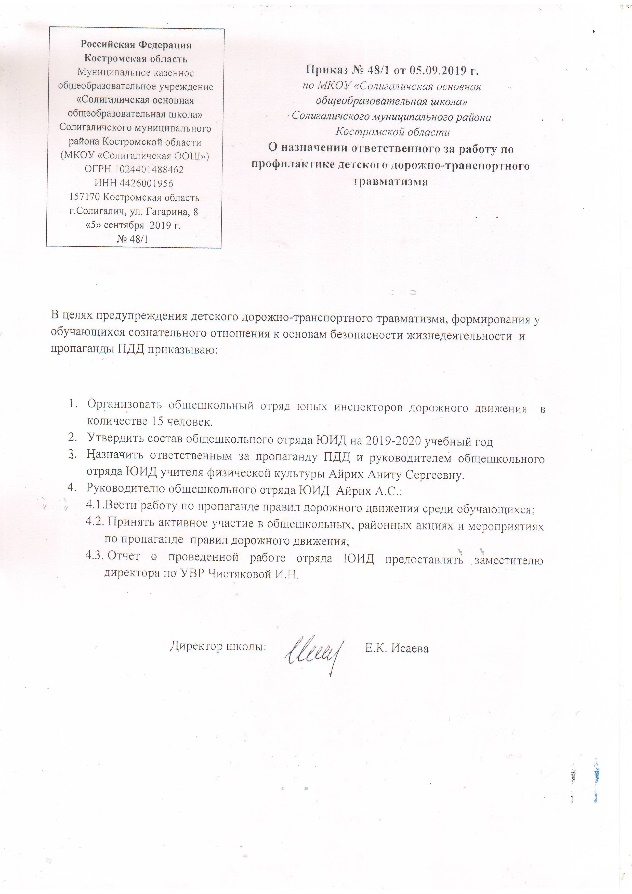 Российская Федерация
Костромская область
Муниципальное казенное
общеобразовательное учреждение
«Солигаличская основная
общеобразовательная школа»
Солигаличского муниципального
района Костромской области
(МКОУ «Солигаличская ООШ»)
ОГРН 1024401488462
ИНН 4426001956
157170 Костромская область
г.Солигалич, ул. Гагарина, 8
«5» сентября 2019 г.
№ 48/1
Приказ № 48/1 от 05.09.2019 г.
по МКОУ «Солигаличская основная
общеобразовательная школа»
Солигаличского муниципального района
Костромской области
О назначении ответственного за работу по
профилактике детского дорожно-транспортного
травматизма
В целях предупреждения детского дорожно-транспортного травматизма, формирования у
обучающихся сознательного отношения к основам безопасности жизнедеятельности и
пропаганды ПДД приказываю:
1. Организовать общешкольный отряд юных инспекторов дорожного движения в
количестве 15 человек.
2. Утвердить состав общешкольного отряда ЮИД на 2019-2020 учебный год
3. Назначить ответственным за пропаганду ПДД и руководителем общешкольного
отряда ЮИД учителя физической культуры Айрих Аниту Сергеевну.
4. Руководителю общешкольного отряда ЮИД Айрих А.С.:
4.1.Вести работу по пропаганде правил дорожного движения среди обучающихся;
4.2. Принять активное участие в общешкольных, районных акциях и мероприятиях
по пропаганде правил дорожного движения;
4.3. Отчет о проведенной работе отряда ЮИД предоставлять заместителю
директора по УВР Чистяковой И.Н.
Директор школы: Е.К. Исаева